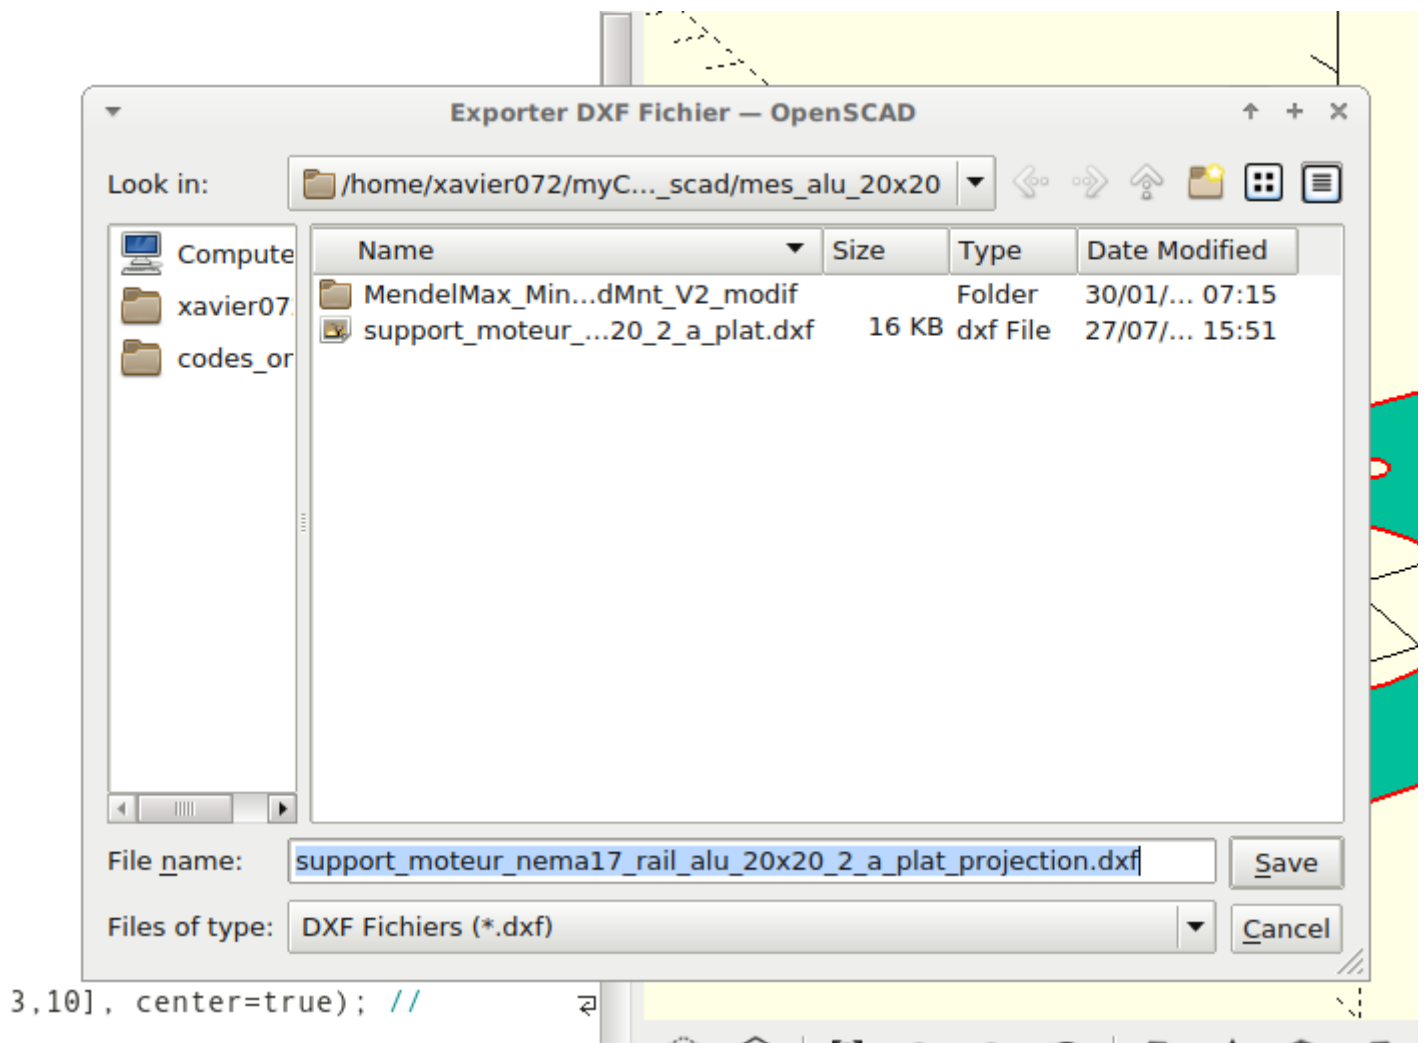 Exporter DXF Fichier — OpenSCAD
Look in:
/home/xavier072/myC..._scad/mes_alu_20x20
Compute
xavier07
codes_or
Name Size Type Date Modified
MendelMax_Min...dMnt_V2_modif Folder 30/01/... 07:15
support_moteur_...20_2_a_plat.dxf 16 KB dxf File 27/07/... 15:51
File name: support_moteur_nema17_rail_alu_20x20_2_a_plat_projection.dxf Save
Files of type: DXF Fichiers (*.dxf) Cancel
3,10], center=true); //